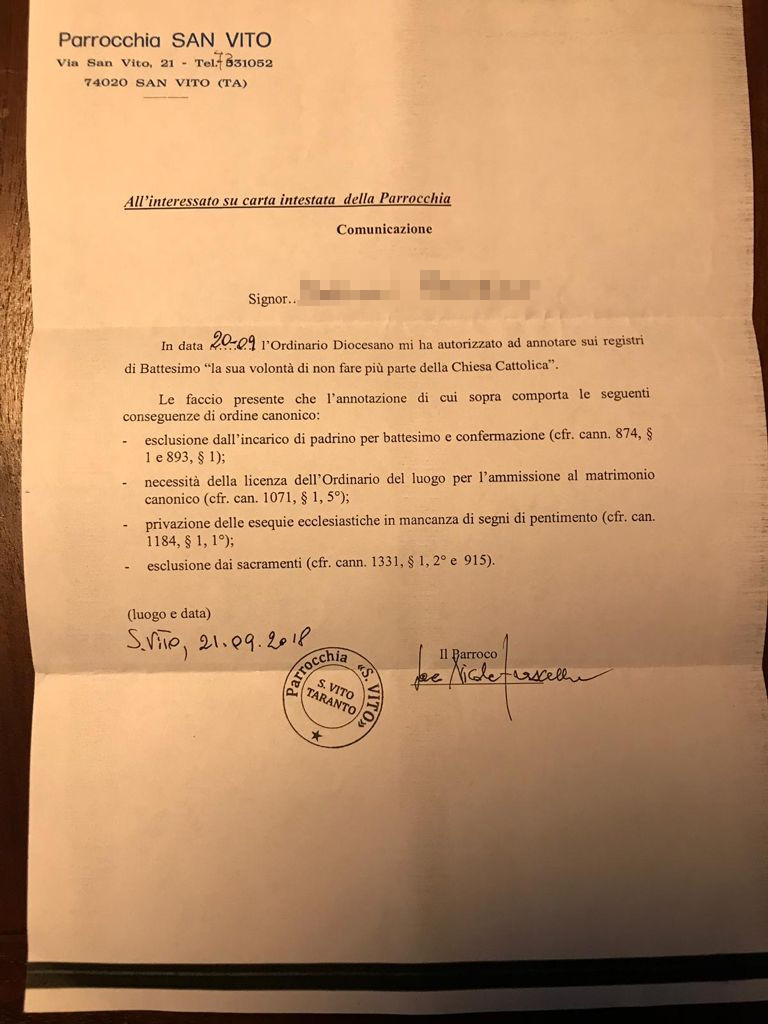 Parrocchia SAN VITO
Via San Vito, 21 - Tel. 7331052
74020 SAN VITO (TA)
All'interessato su carta intestata della Parrocchia
Comunicazione
Signor..
In data 20-09 l'Ordinario Diocesano mi ha autorizzato ad annotare sui registri
di Battesimo “la sua volontà di non fare più parte della Chiesa Cattolica”.
Le faccio presente che l'annotazione di cui sopra comporta le seguenti
conseguenze di ordine canonico:
- esclusione dall'incarico di padrino per battesimo e confermazione (cfr. cann. 874, §
1 e 893, § 1);
- necessità della licenza dell'Ordinario del luogo per l'ammissione al matrimonio
canonico (cfr. can. 1071, § 1, 5°);
- privazione delle esequie ecclesiastiche in mancanza di segni di pentimento (cfr. can.
1184, § 1, 1°);
- esclusione dai sacramenti (cfr. cann. 1331, § 1, 2° e 915).
(luogo e data)
S. Vito, 21.09.2018
Il Parroco
Parrocchia «S. VITO»
S. VITO
TARANTO